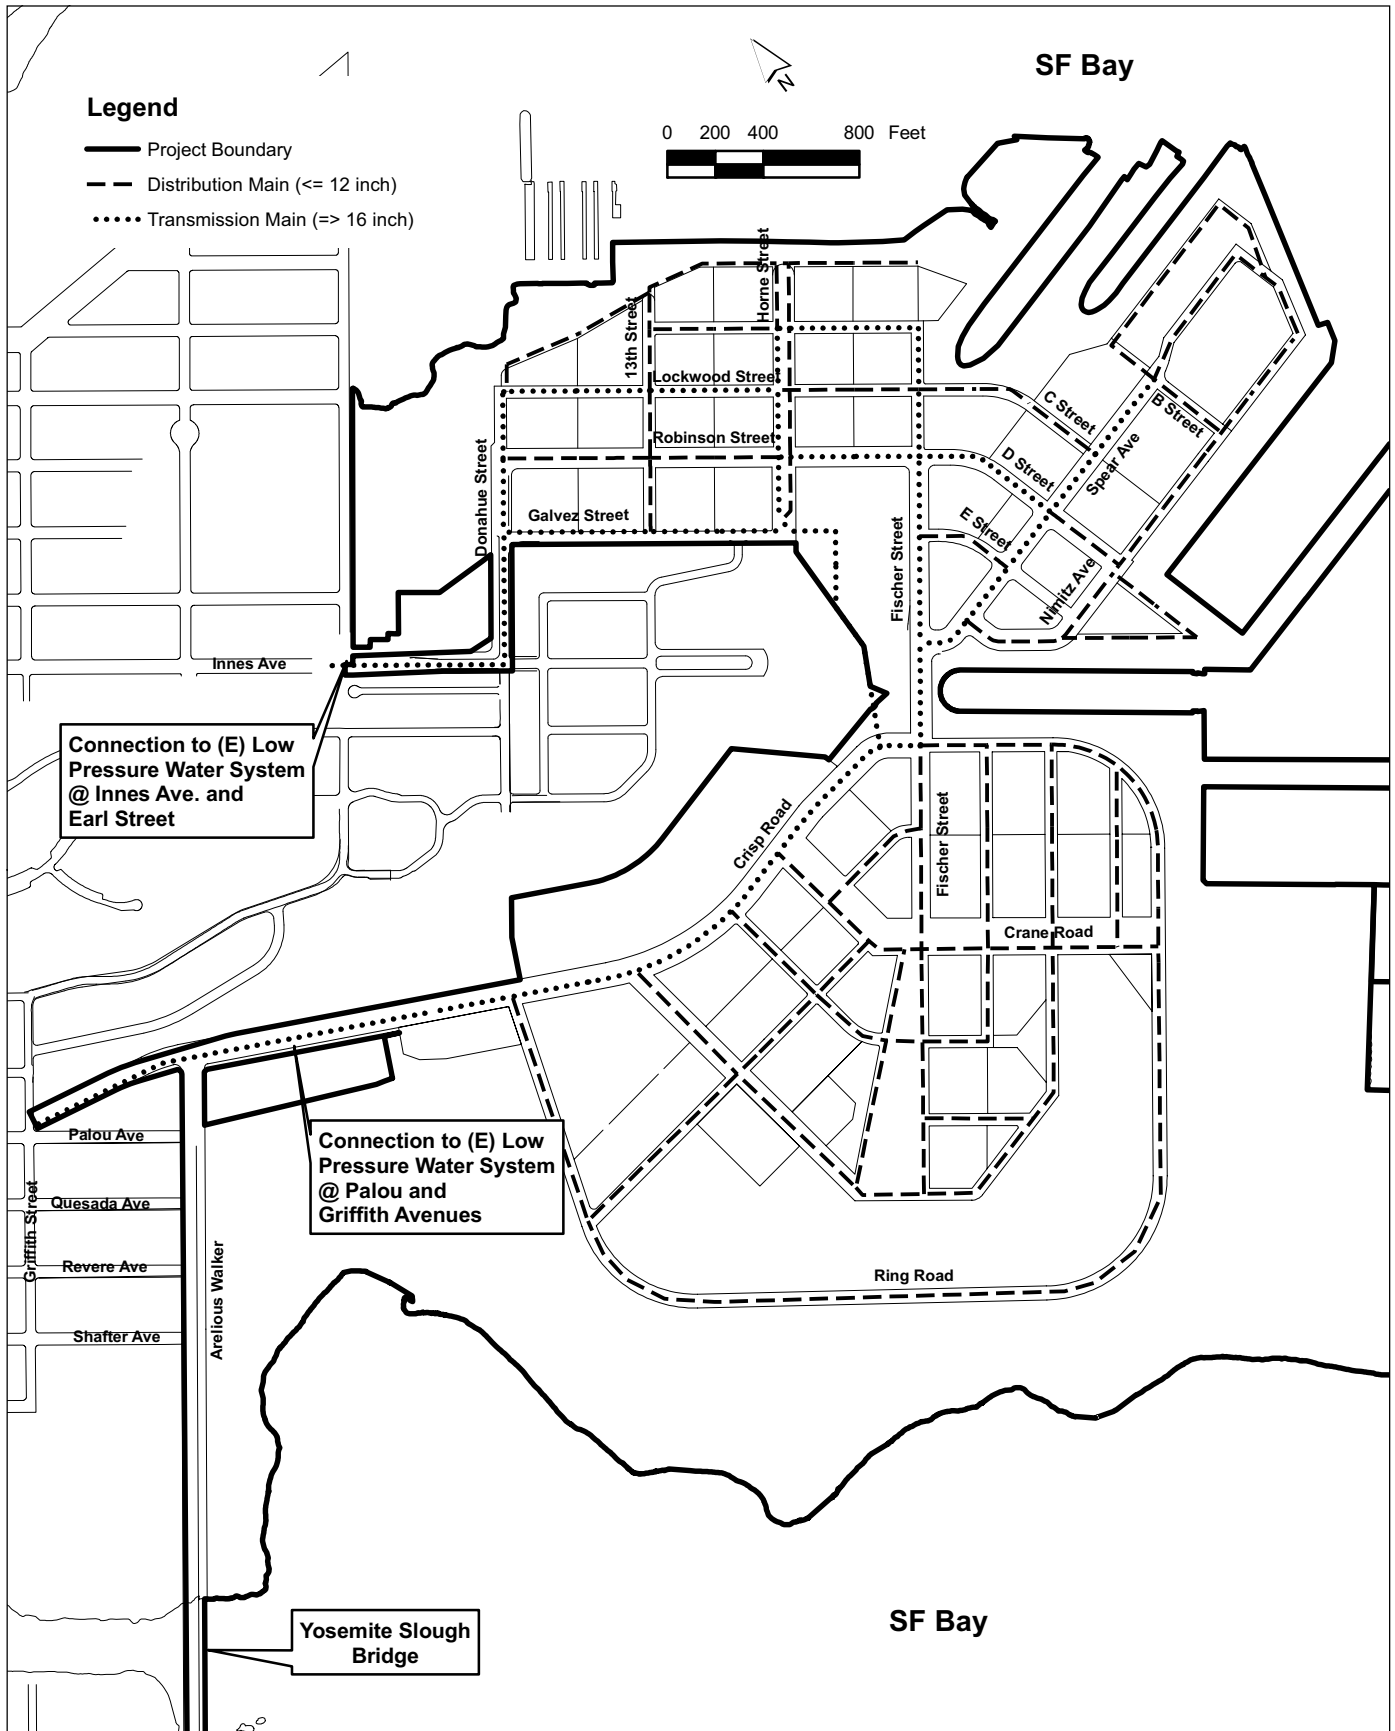 SF Bay
N
Legend
Project Boundary
Distribution Main (<= 12 inch)
Transmission Main (=> 16 inch)
0 200 400 800 Feet
Horne Street
13th Street
Lockwood Street
C Street
B Street
Robinson Street
Donahue Street
D Street
Spear Ave
Galvez Street
E Street
Fischer Street
Nimitz Ave
Innes Ave
Connection to (E) Low
Pressure Water System
@ Innes Ave. and
Earl Street
Crisp Road
Fischer Street
Crane Road
Palou Ave
Connection to (E) Low
Pressure Water System
@ Palou and
Griffith Avenues
Griffith Street
Quesada Ave
Revere Ave
Arelious Walker
Ring Road
Shafter Ave
Yosemite Slough
Bridge
SF Bay